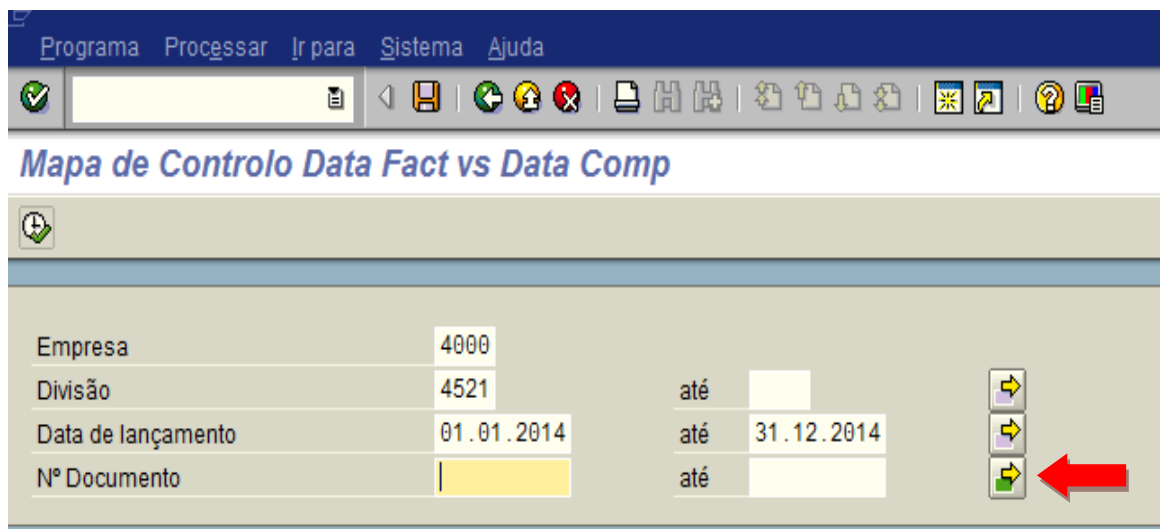 Programa Processar Ir para Sistema Ajuda
Mapa de Controlo Data Fact vs Data Comp
Empresa 4000
Divisão 4521 até
Data de lançamento 01.01.2014 até 31.12.2014
Nº Documento até